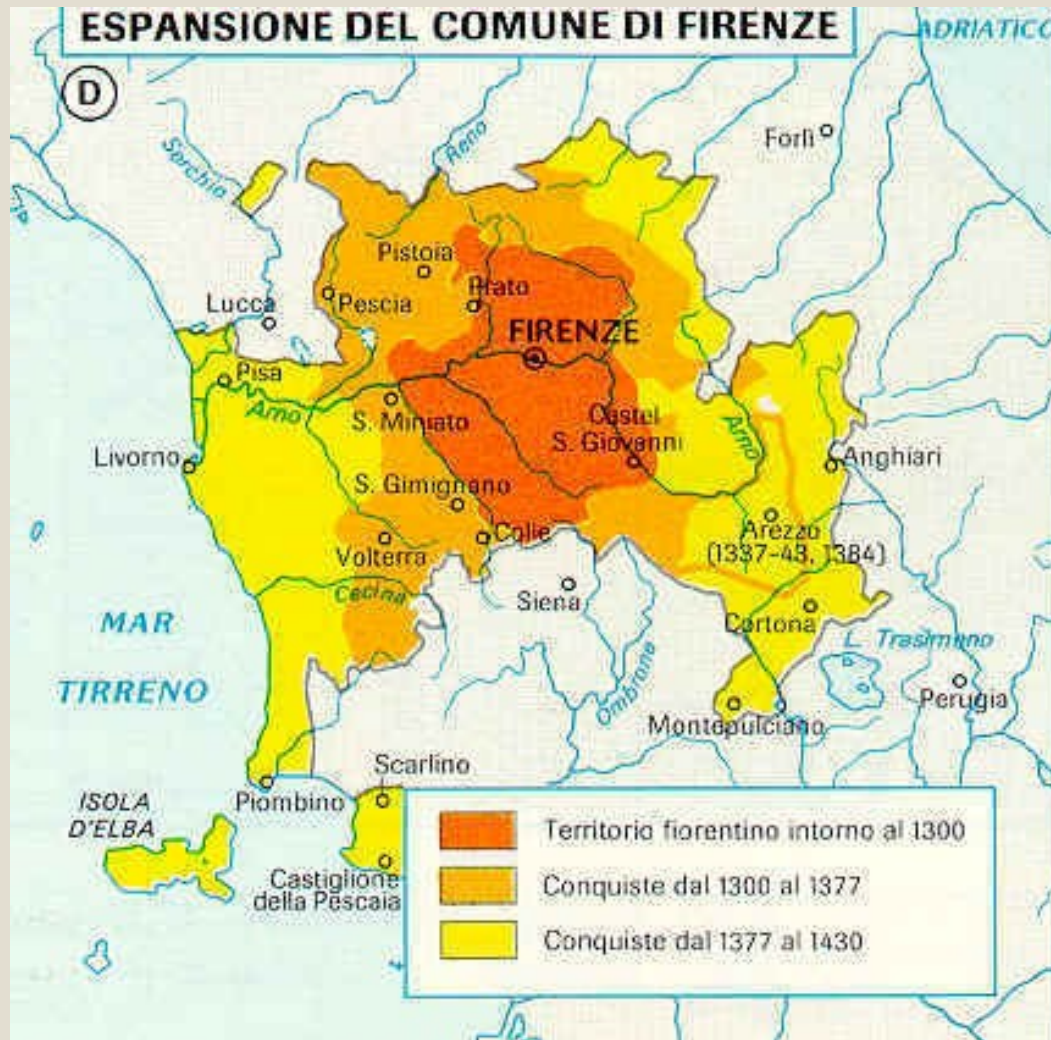 ESPANSIONE DEL COMUNE DI FIRENZE
ADRIATICO
D
Forlì
Serchio
Reno
Pistoia
Prato
Lucca
Pescia
FIRENZE
Pisa
Arno
S. Miniato
Castel
S. Giovanni
Arno
Livorno
Anghiari
S. Gimignano
Colle
Volterra
Arezzo
(1337-43, 1384)
Cecina
Siena
Cortona
MAR
TIRRENO
L. Trasimeno
Ombrone
Perugia
Montepulciano
Scarlino
ISOLA
D'ELBA
Piombino
Castiglione
della Pescaia
Territorio fiorentino intorno al 1300
Conquiste dal 1300 al 1377
Conquiste dal 1377 al 1430